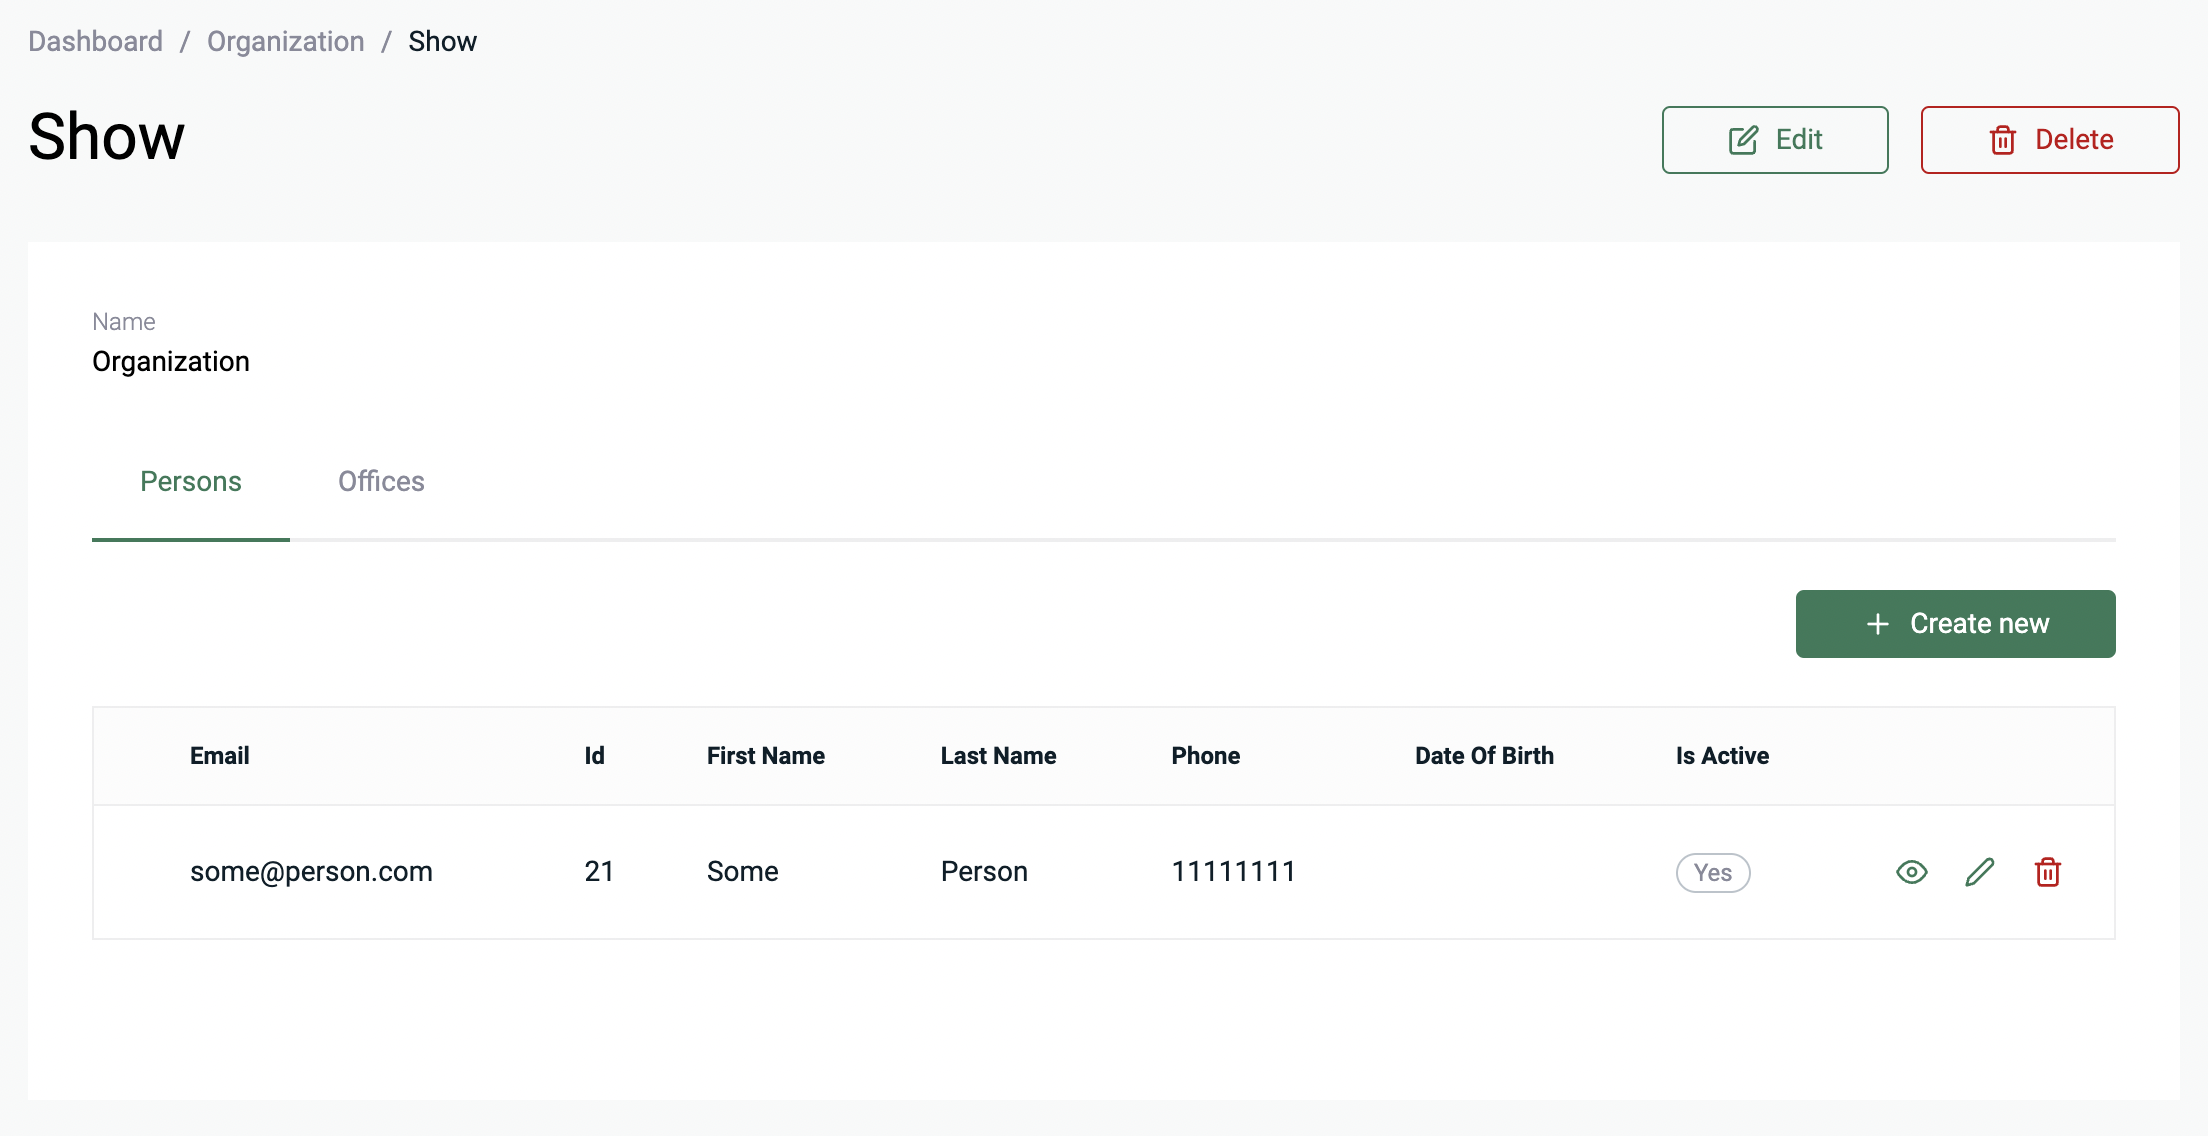 Dashboard / Organization / Show
Show
Edit
Delete
Name
Organization
Persons
Offices
+ Create new
Email Id First Name Last Name Phone Date Of Birth Is Active
some@person.com 21 Some Person 11111111 Yes